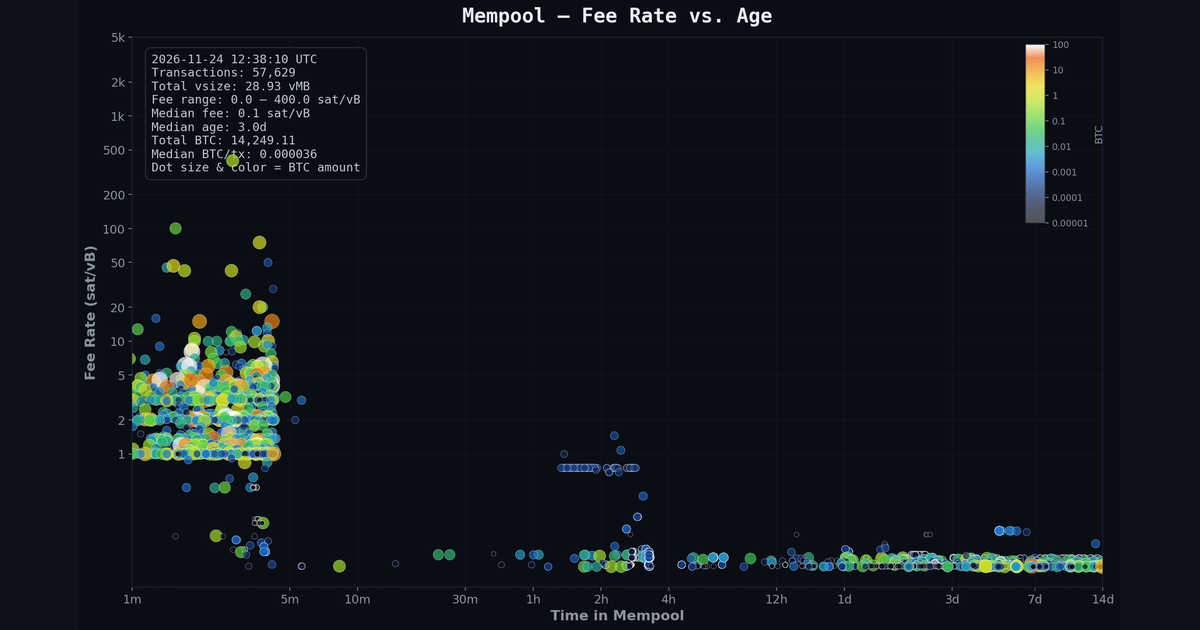 Mempool — Fee Rate vs. Age
2026-11-24 12:38:10 UTC
Transactions: 57,629
Total vsize: 28.93 vMB
Fee range: 0.0 — 400.0 sat/vB
Median fee: 0.1 sat/vB
Median age: 3.0d
Total BTC: 14,249.11
Median BTC/tx: 0.000036
Dot size & color = BTC amount
5k
2k
1k
500
200
100
50
20
10
5
2
1
Fee Rate (sat/vB)
100
10
1
0.1
0.01
0.001
0.0001
0.00001
BTC
1m
5m
10m
30m
1h
2h
4h
12h
1d
3d
7d
14d
Time in Mempool